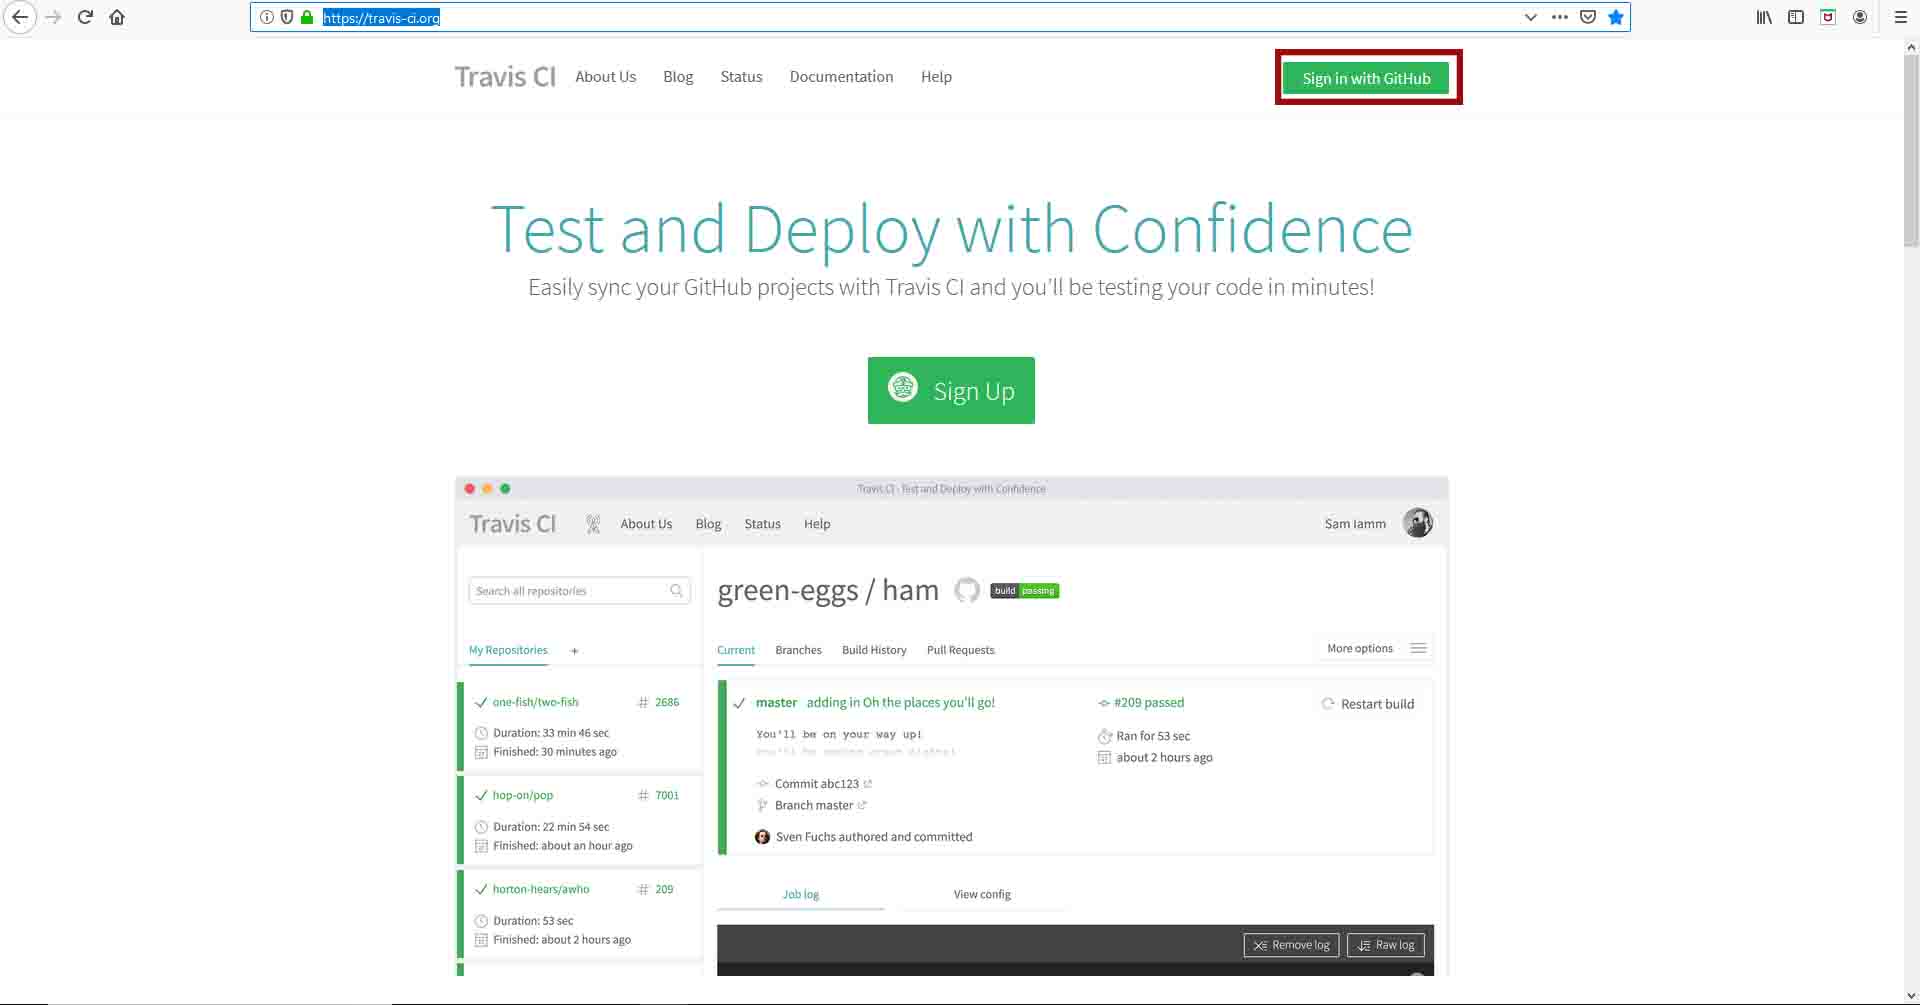 https://travis-ci.org
Travis CI About Us Blog Status Documentation Help Sign in with GitHub
Test and Deploy with Confidence
Easily sync your GitHub projects with Travis CI and you'll be testing your code in minutes!
Sign Up
Travis CI - Test and Deploy with Confidence
Travis CI About Us Blog Status Help Sam Iamm
Search all repositories
green-eggs / ham build passing
My Repositories +
Current Branches Build History Pull Requests More options
one-fish/two-fish # 2686
Duration: 33 min 46 sec
Finished: 30 minutes ago
hop-on/pop # 7001
Duration: 22 min 54 sec
Finished: about an hour ago
horton-hears/awho # 209
Duration: 53 sec
Finished: about 2 hours ago
master adding in Oh the places you'll go! #209 passed Restart build
You'll be on your way up! Ran for 53 sec
about 2 hours ago
Commit abc123
Branch master
Sven Fuchs authored and committed
Job log View config
Remove log Raw log